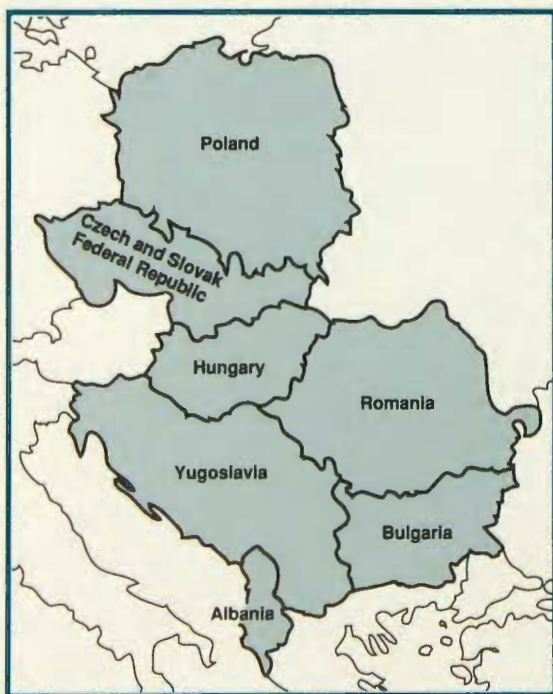 Poland
Czech and Slovak
Federal Republic
Hungary
Romania
Yugoslavia
Bulgaria
Albania